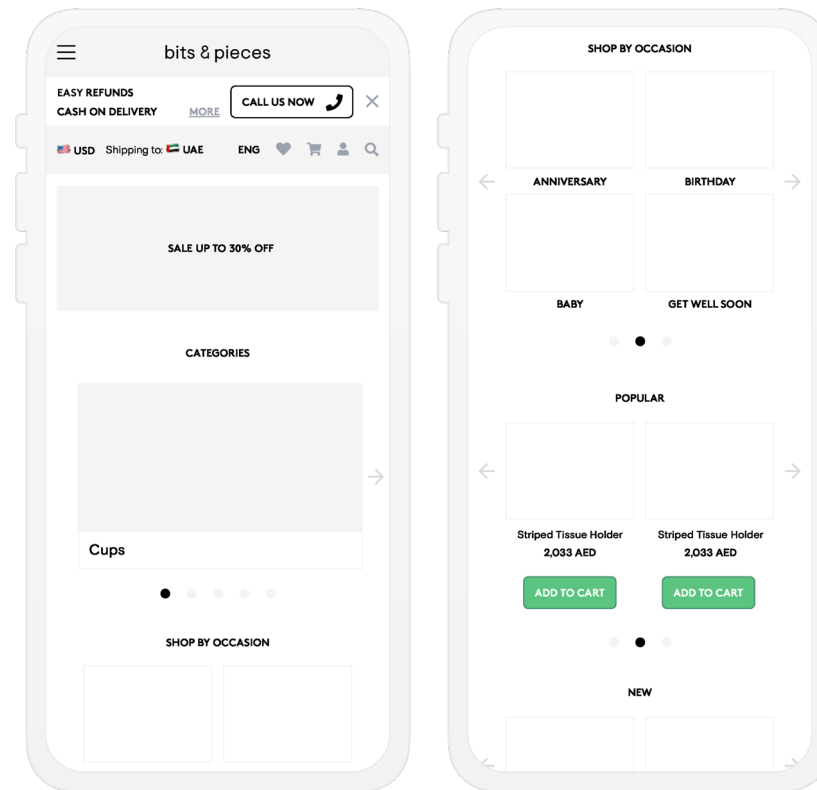 bits & pieces
EASY REFUNDS
CASH ON DELIVERY MORE
CALL US NOW
USD Shipping to: UAE ENG
SALE UP TO 30% OFF
CATEGORIES
Cups
SHOP BY OCCASION
SHOP BY OCCASION
ANNIVERSARY BIRTHDAY
BABY GET WELL SOON
POPULAR
Striped Tissue Holder Striped Tissue Holder
2,033 AED 2,033 AED
ADD TO CART ADD TO CART
NEW